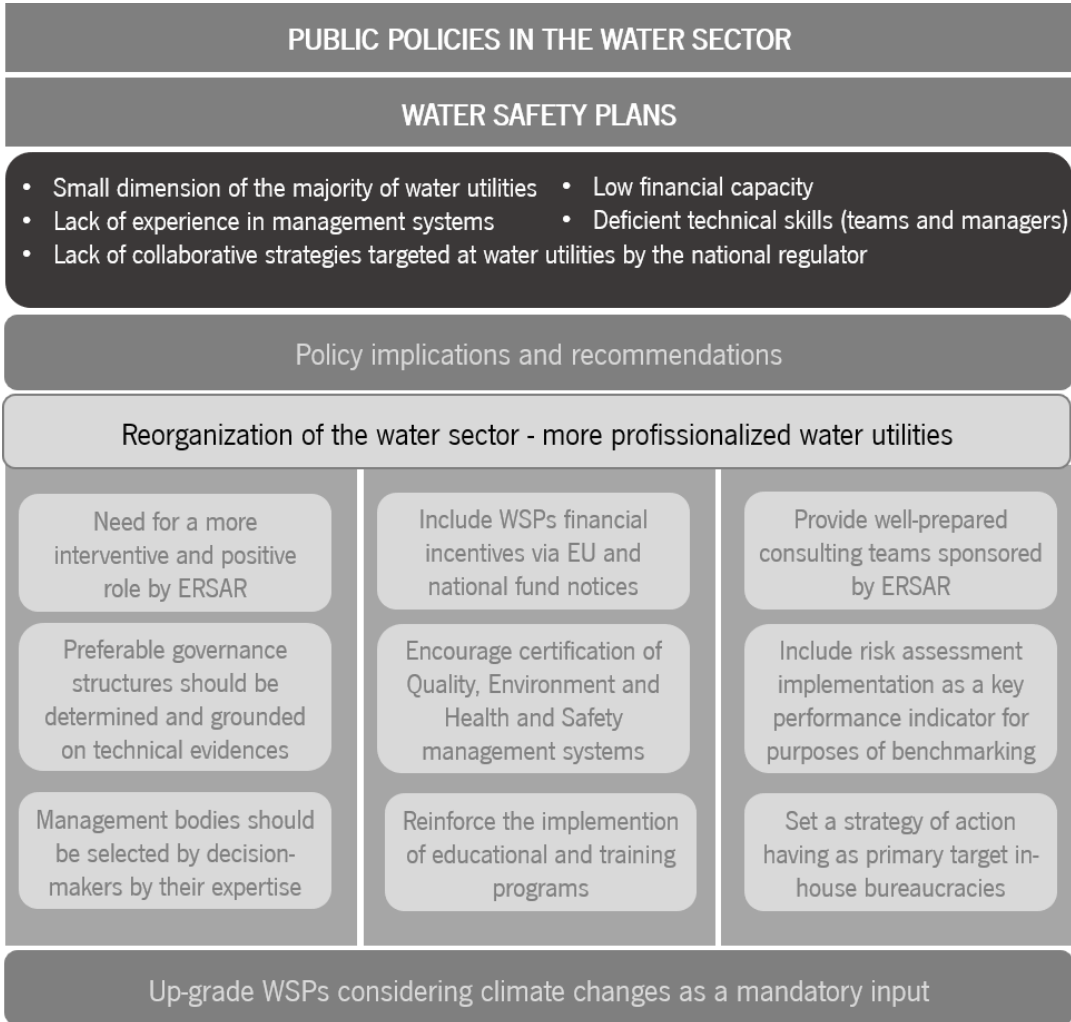 PUBLIC POLICIES IN THE WATER SECTOR
WATER SAFETY PLANS
• Small dimension of the majority of water utilities
• Low financial capacity
• Lack of experience in management systems
• Deficient technical skills (teams and managers)
• Lack of collaborative strategies targeted at water utilities by the national regulator
Policy implications and recommendations
Reorganization of the water sector - more profissionalized water utilities
Need for a more
interventive and positive
role by ERSAR
Include WSPs financial
incentives via EU and
national fund notices
Provide well-prepared
consulting teams sponsored
by ERSAR
Preferable governance
structures should be
determined and grounded
on technical evidences
Encourage certification of
Quality, Environment and
Health and Safety
management systems
Include risk assessment
implementation as a key
performance indicator for
purposes of benchmarking
Management bodies should
be selected by decision-
makers by their expertise
Reinforce the implemention
of educational and training
programs
Set a strategy of action
having as primary target in-
house bureaucracies
Up-grade WSPs considering climate changes as a mandatory input